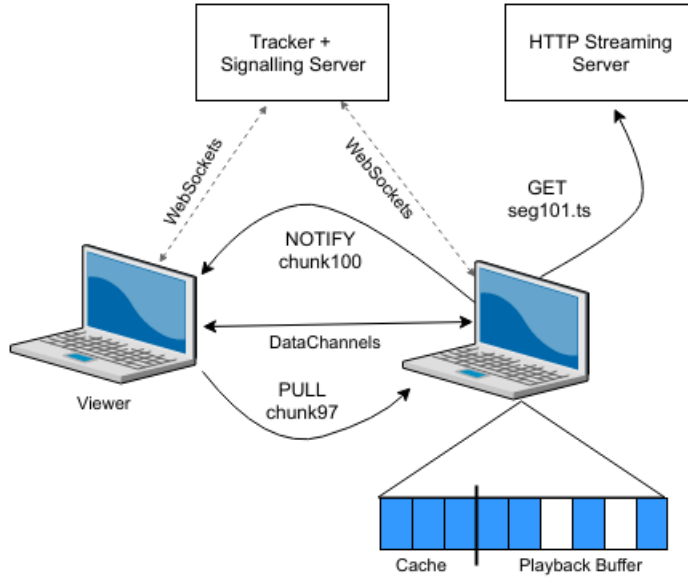 Tracker +
Signalling Server
HTTP Streaming
Server
WebSockets
WebSockets
GET
seg101.ts
NOTIFY
chunk100
DataChannels
PULL
chunk97
Viewer
Cache
Playback Buffer